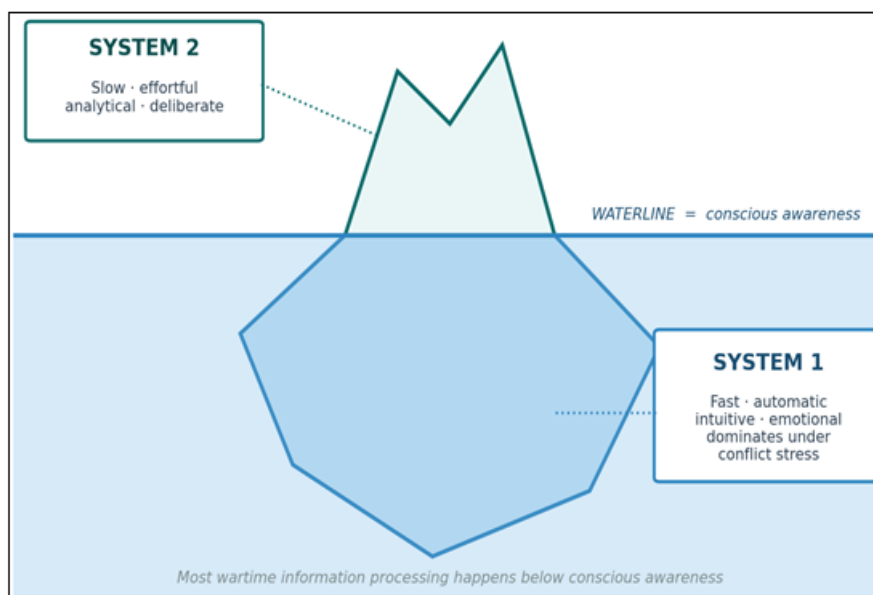 SYSTEM 2
Slow · effortful
analytical · deliberate
WATERLINE = conscious awareness
SYSTEM 1
Fast · automatic
intuitive · emotional
dominates under
conflict stress
Most wartime information processing happens below conscious awareness